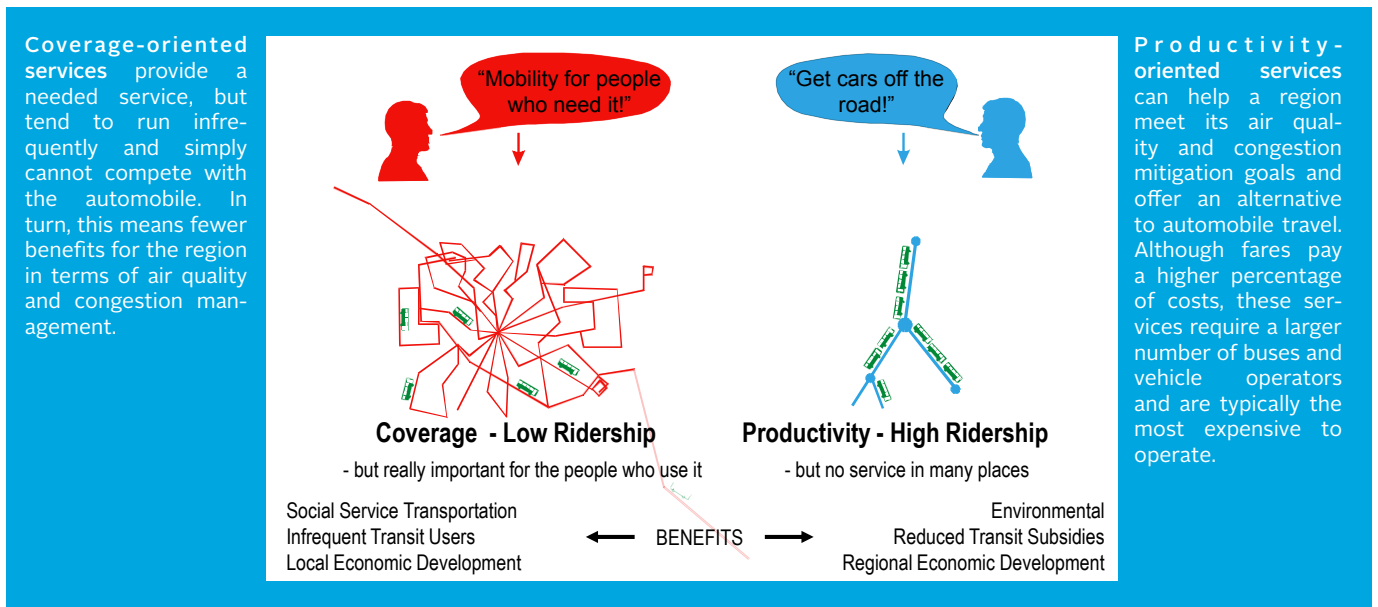 Coverage-oriented
services provide a
needed service, but
tend to run infre-
quently and simply
cannot compete with
the automobile. In
turn, this means fewer
benefits for the region
in terms of air quality
and congestion man-
agement.
“Mobility for people
who need it!”
“Get cars off the
road!”
Coverage - Low Ridership
- but really important for the people who use it
Productivity - High Ridership
- but no service in many places
Social Service Transportation
Infrequent Transit Users
Local Economic Development
BENEFITS
Environmental
Reduced Transit Subsidies
Regional Economic Development
Productivity-
oriented services
can help a region
meet its air qual-
ity and congestion
mitigation goals and
offer an alternative
to automobile travel.
Although fares pay
a higher percentage
of costs, these ser-
vices require a larger
number of buses and
vehicle operators
and are typically the
most expensive to
operate.